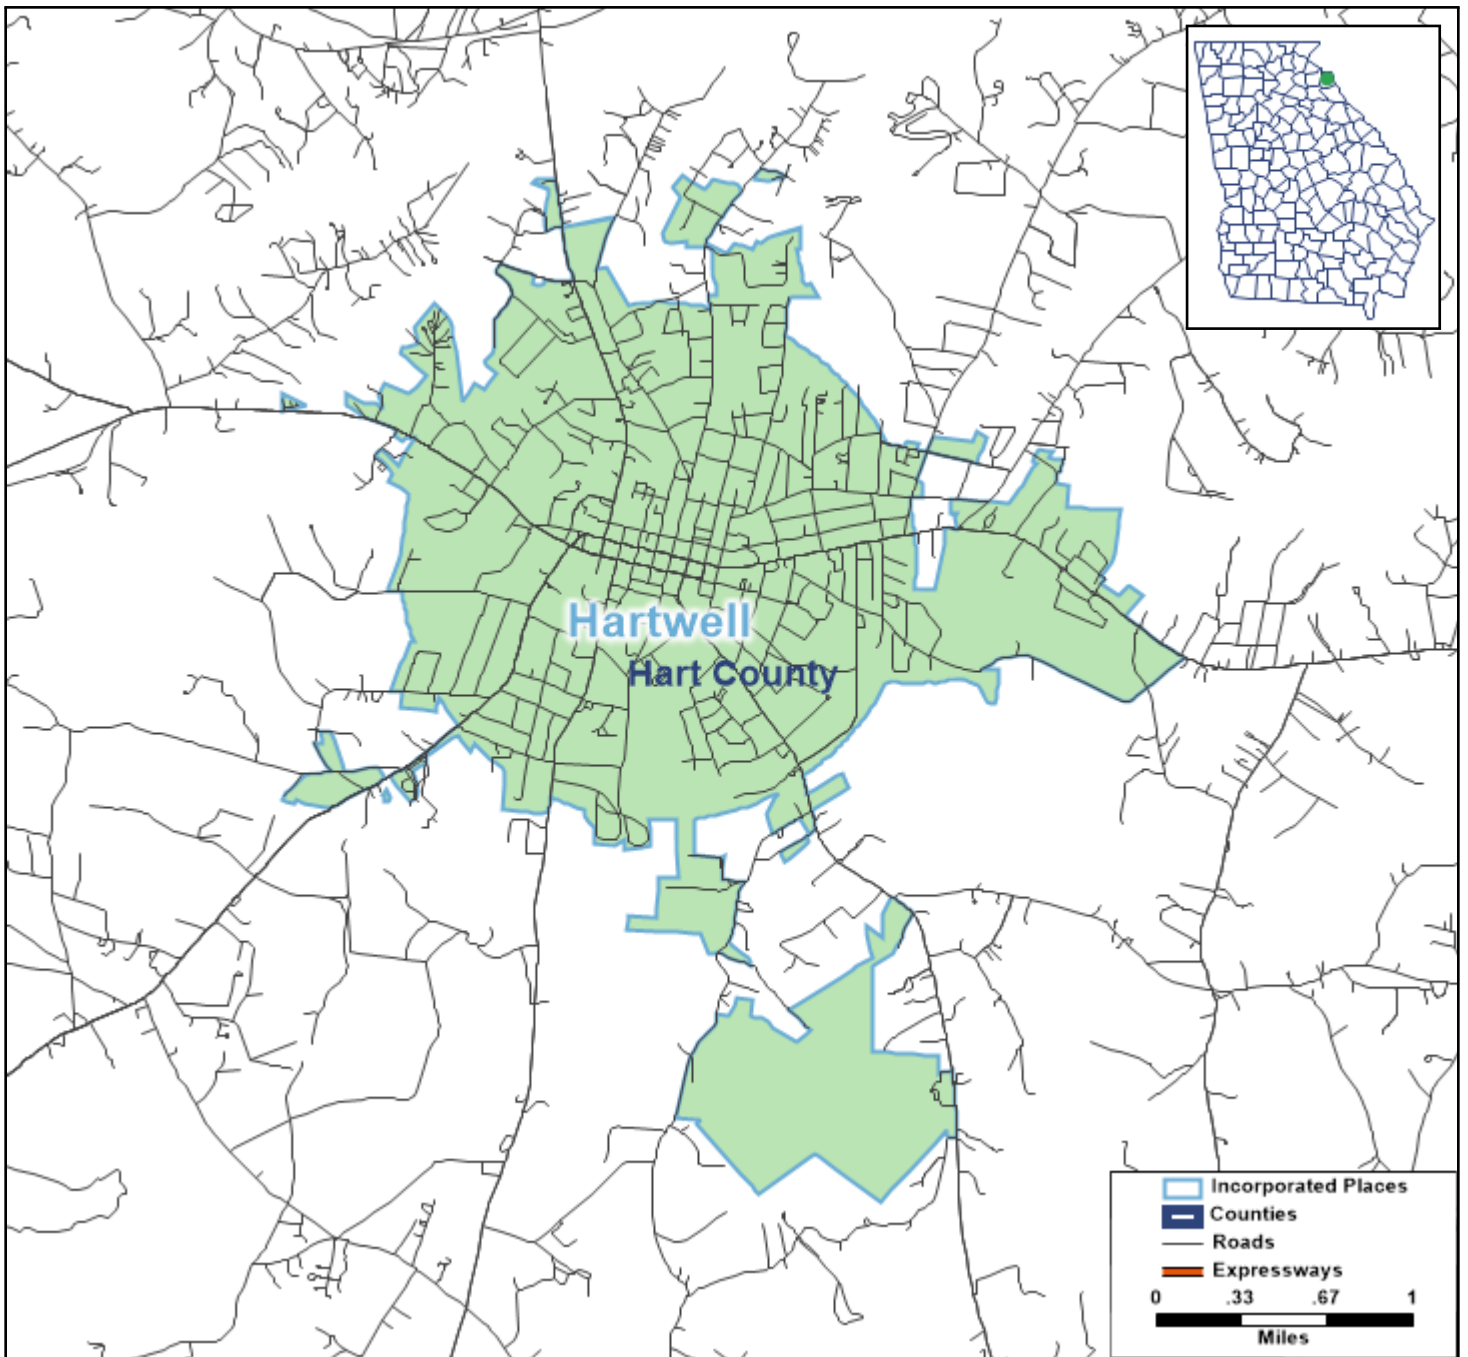 Hartwell
Hart County
Incorporated Places
Counties
Roads
Expressways
0 .33 .67 1
Miles